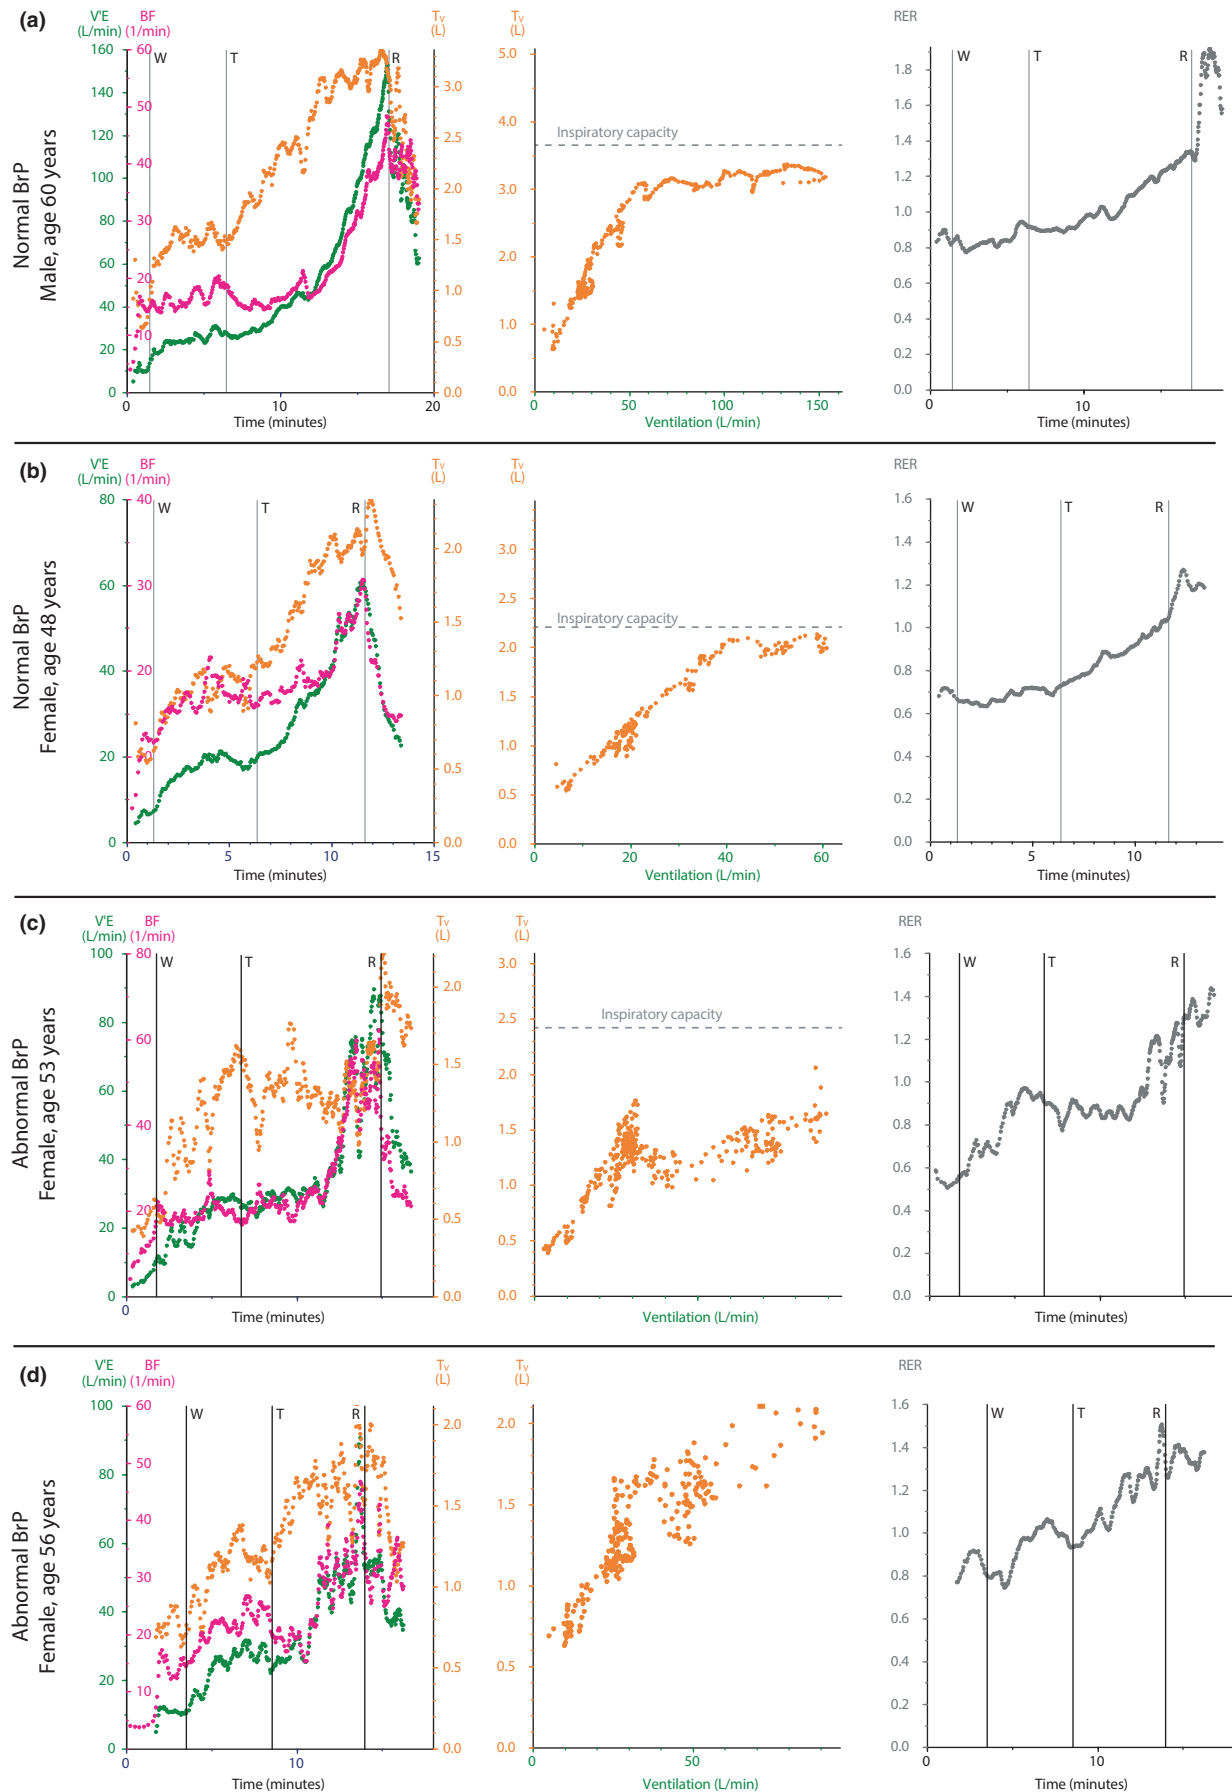 (a)
Normal BrP
Male, age 60 years
V'E BF
(L/min) (1/min)
Tv
(L)
160 140 120 100 80 60 40 20 0
60 50 40 30 20 10
3.0 2.5 2.0 1.5 1.0 0.5 0.0
W T R
0 10 20
Time (minutes)
Tv
(L)
5.0 4.0 3.0 2.0 1.0 0.0
Inspiratory capacity
0 50 100 150
Ventilation (L/min)
RER
1.8 1.6 1.4 1.2 1.0 0.8 0.6 0.4 0.2 0.0
W T R
0 10
Time (minutes)
(b)
Normal BrP
Female, age 48 years
V'E BF
(L/min) (1/min)
Tv
(L)
80 60 40 20 0
40 30 20 10
2.0 1.5 1.0 0.5 0.0
W T R
0 5 10 15
Time (minutes)
Tv
(L)
3.0 2.5 2.0 1.5 1.0 0.5 0.0
Inspiratory capacity
0 20 40 60
Ventilation (L/min)
RER
1.6 1.4 1.2 1.0 0.8 0.6 0.4 0.2 0.0
W T R
0 5 10
Time (minutes)
(c)
Abnormal BrP
Female, age 53 years
V'E BF
(L/min) (1/min)
Tv
(L)
100 80 60 40 20 0
80 60 40 20
2.0 1.5 1.0 0.5 0.0
W T R
0
Time (minutes)
Tv
(L)
3.0 2.5 2.0 1.5 1.0 0.5 0.0
Inspiratory capacity
Ventilation (L/min)
RER
1.6 1.4 1.2 1.0 0.8 0.6 0.4 0.2 0.0
W T R
Time (minutes)
(d)
Abnormal BrP
Female, age 56 years
V'E BF
(L/min) (1/min)
Tv
(L)
100 80 60 40 20 0
60 50 40 30 20 10
2.0 1.5 1.0 0.5 0.0
W T R
10
Time (minutes)
Tv
(L)
2.0 1.5 1.0 0.5 0.0
0 50
Ventilation (L/min)
RER
1.6 1.4 1.2 1.0 0.8 0.6 0.4 0.2 0.0
W T R
0 10
Time (minutes)